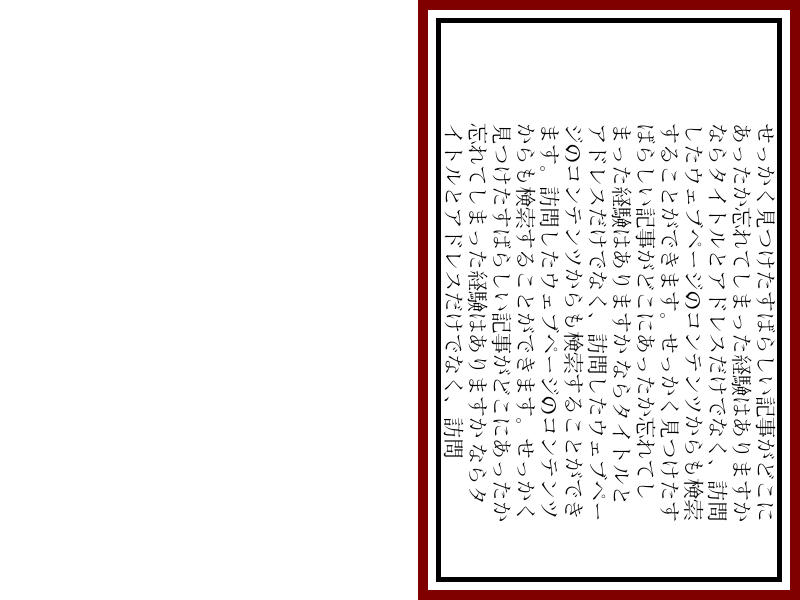 せっかく見つけたすばらしい記事がどこに
あったか忘れてしまった経験はありますか
ならタイトルとアドレスだけでなく、訪問
したウェブページのコンテンツからも検索
することができます。せっかく見つけたす
ばらしい記事がどこにあったか忘れてし
まった経験はありますかならタイトルと
アドレスだけでなく、訪問したウェブペー
ジのコンテンツからも検索することができ
ます。訪問したウェブページのコンテンツ
からも検索することができます。せっかく
見つけたすばらしい記事がどこにあったか
忘れてしまった経験はありますかならタ
イトルとアドレスだけでなく、訪問